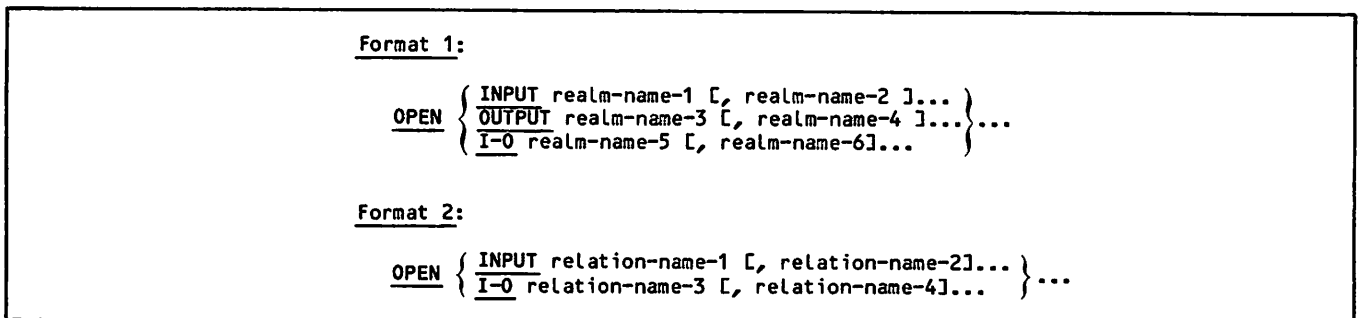 Format 1:
INPUT realm-name-1 [, realm-name-2 ]...
OPEN { OUTPUT realm-name-3 [, realm-name-4 ]... } ...
I-O realm-name-5 [, realm-name-6]...
Format 2:
OPEN { INPUT relation-name-1 [, relation-name-2]... } ...
I-O relation-name-3 [, relation-name-4]...